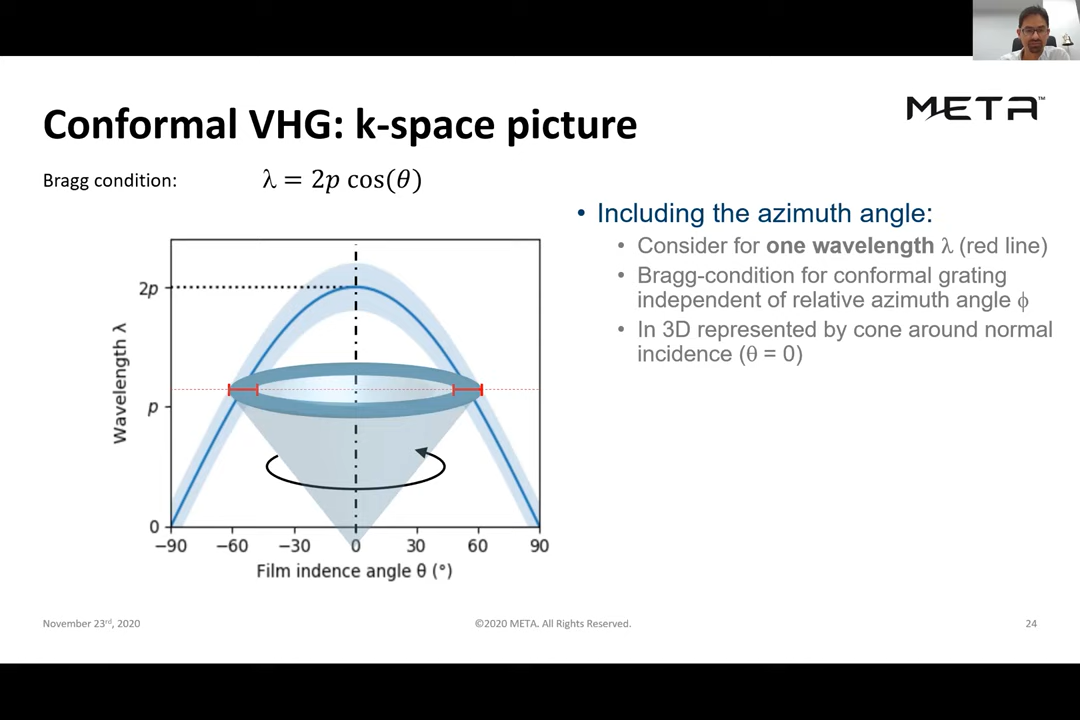 META™
Conformal VHG: k-space picture
Bragg condition:
λ = 2p cos(θ)
• Including the azimuth angle:
• Consider for one wavelength λ (red line)
• Bragg-condition for conformal grating
independent of relative azimuth angle ϕ
• In 3D represented by cone around normal
incidence (θ = 0)
Wavelength λ
2p
p
0
−90 −60 −30 0 30 60 90
Film indence angle θ (°)
November 23rd, 2020
©2020 META. All Rights Reserved.
24